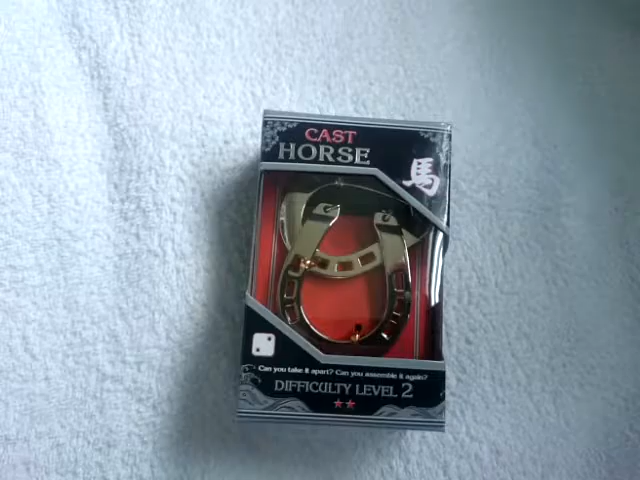 CAST
HORSE
馬
Can you take it apart? Can you assemble it again?
DIFFICULTY LEVEL 2